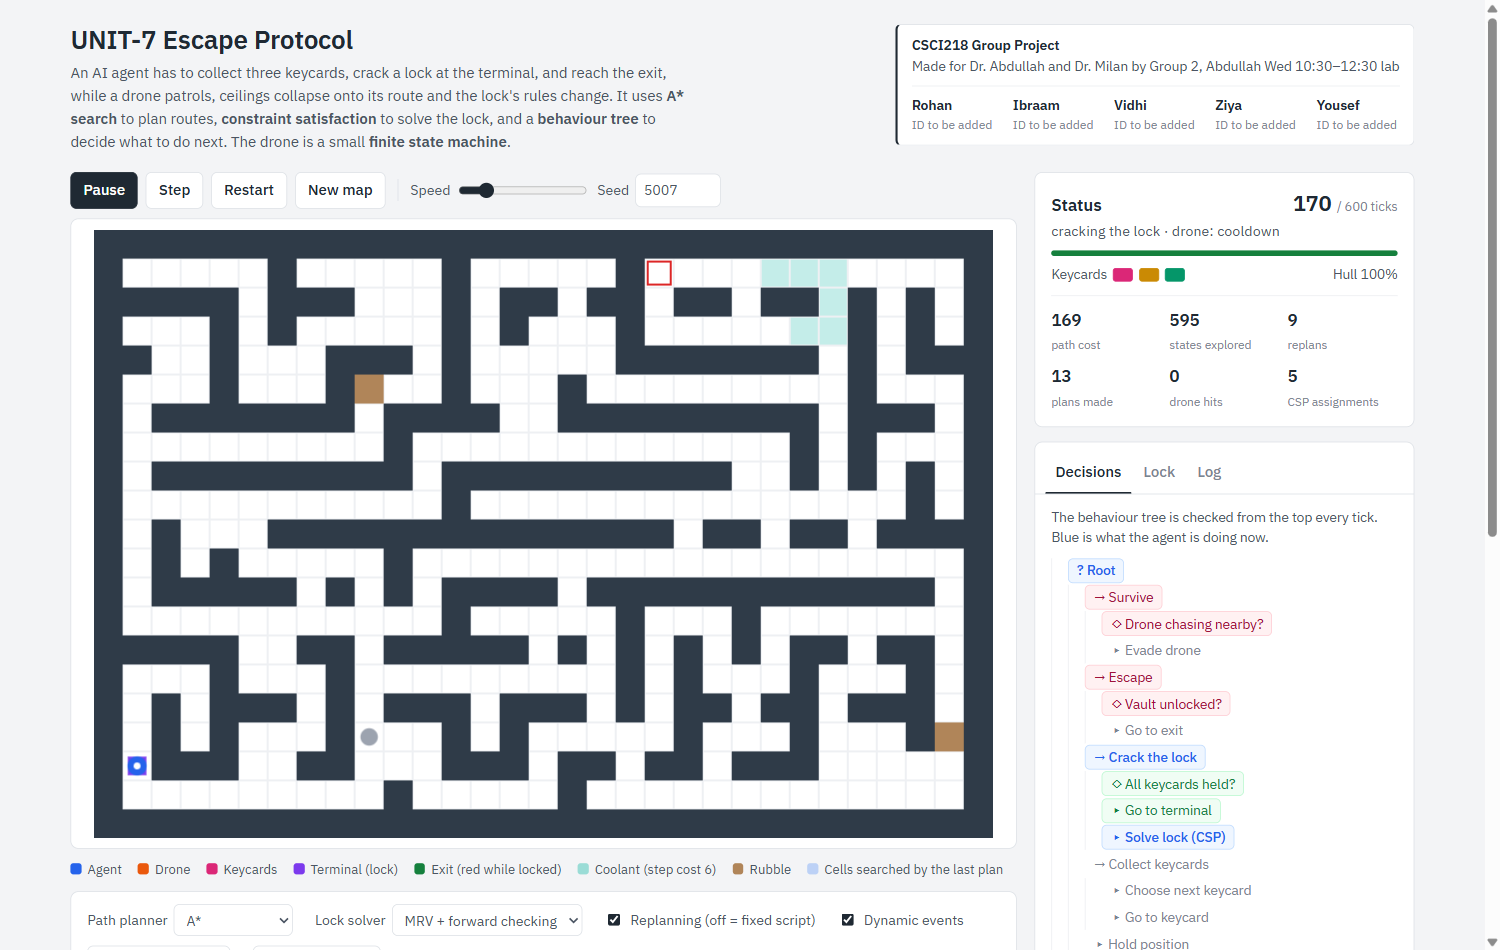 UNIT-7 Escape Protocol
An AI agent has to collect three keycards, crack a lock at the terminal, and reach the exit,
while a drone patrols, ceilings collapse onto its route and the lock's rules change. It uses A*
search to plan routes, constraint satisfaction to solve the lock, and a behaviour tree to
decide what to do next. The drone is a small finite state machine.
CSCI218 Group Project
Made for Dr. Abdullah and Dr. Milan by Group 2, Abdullah Wed 10:30–12:30 lab
Rohan Ibraam Vidhi Ziya Yousef
ID to be added ID to be added ID to be added ID to be added ID to be added
Pause Step Restart New map Speed Seed 5007
Status 170 / 600 ticks
cracking the lock · drone: cooldown
Keycards Hull 100%
169 595 9
path cost states explored replans
13 0 5
plans made drone hits CSP assignments
Decisions Lock Log
The behaviour tree is checked from the top every tick.
Blue is what the agent is doing now.
? Root
→ Survive
◇ Drone chasing nearby?
▸ Evade drone
→ Escape
◇ Vault unlocked?
▸ Go to exit
→ Crack the lock
◇ All keycards held?
▸ Go to terminal
▸ Solve lock (CSP)
→ Collect keycards
▸ Choose next keycard
▸ Go to keycard
▸ Hold position
Agent Drone Keycards Terminal (lock) Exit (red while locked) Coolant (step cost 6) Rubble Cells searched by the last plan
Path planner A* Lock solver MRV + forward checking Replanning (off = fixed script) Dynamic events